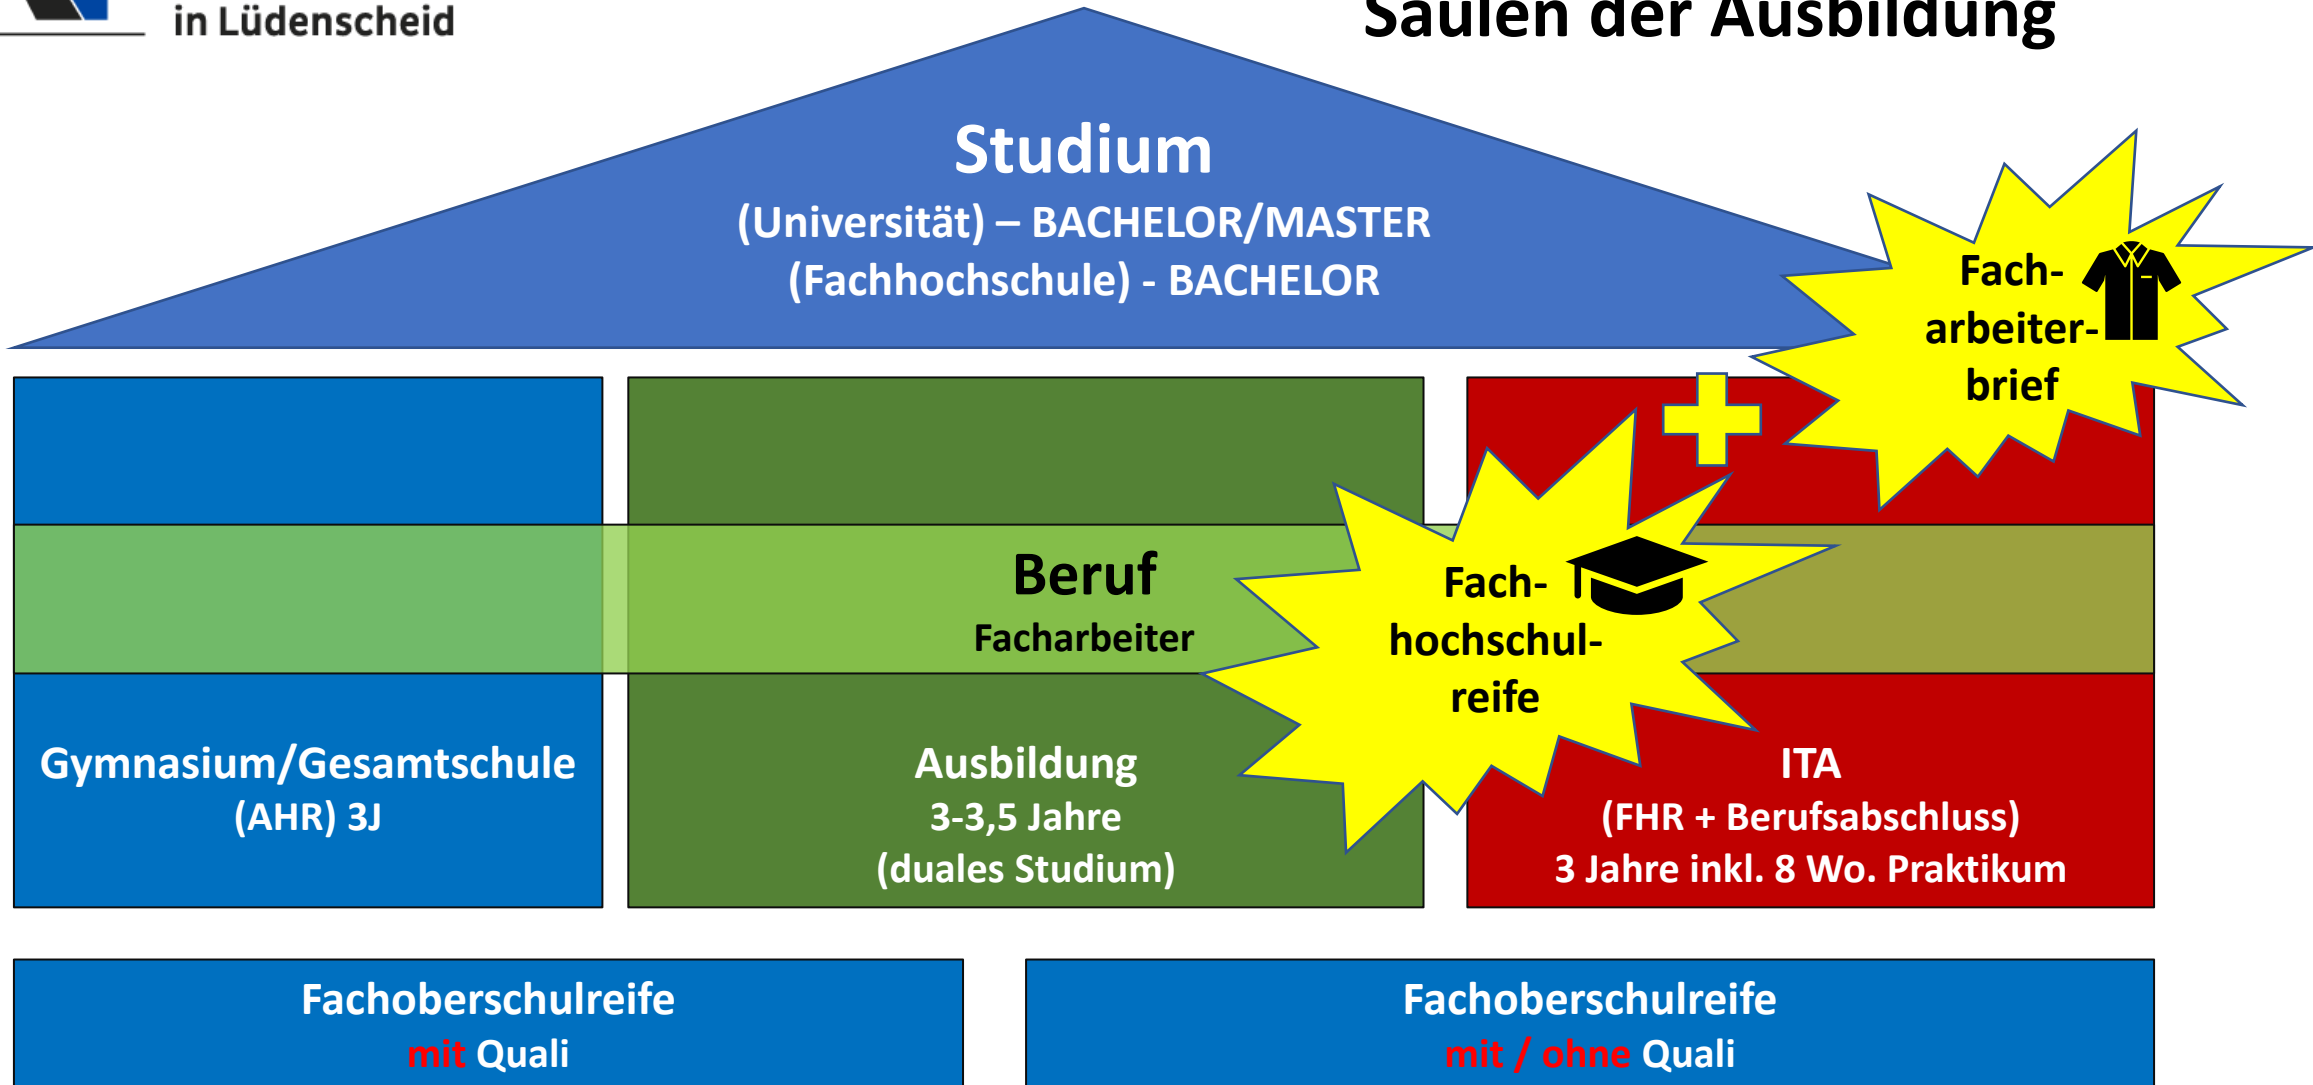 in Lüdenscheid
Säulen der Ausbildung
Studium
(Universität) – BACHELOR/MASTER
(Fachhochschule) - BACHELOR
Fach-
arbeiter-
brief
Beruf
Facharbeiter
Fach-
hochschul-
reife
Gymnasium/Gesamtschule
(AHR) 3J
Ausbildung
3-3,5 Jahre
(duales Studium)
ITA
(FHR + Berufsabschluss)
3 Jahre inkl. 8 Wo. Praktikum
Fachoberschulreife
mit Quali
Fachoberschulreife
mit / ohne Quali